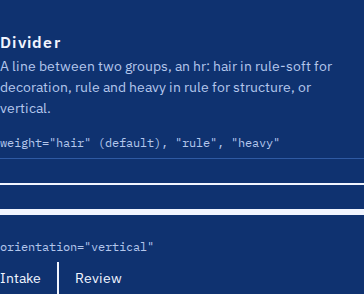 Divider
A line between two groups, an hr: hair in rule-soft for
decoration, rule and heavy in rule for structure, or
vertical.
weight="hair" (default), "rule", "heavy"
orientation="vertical"
Intake Review